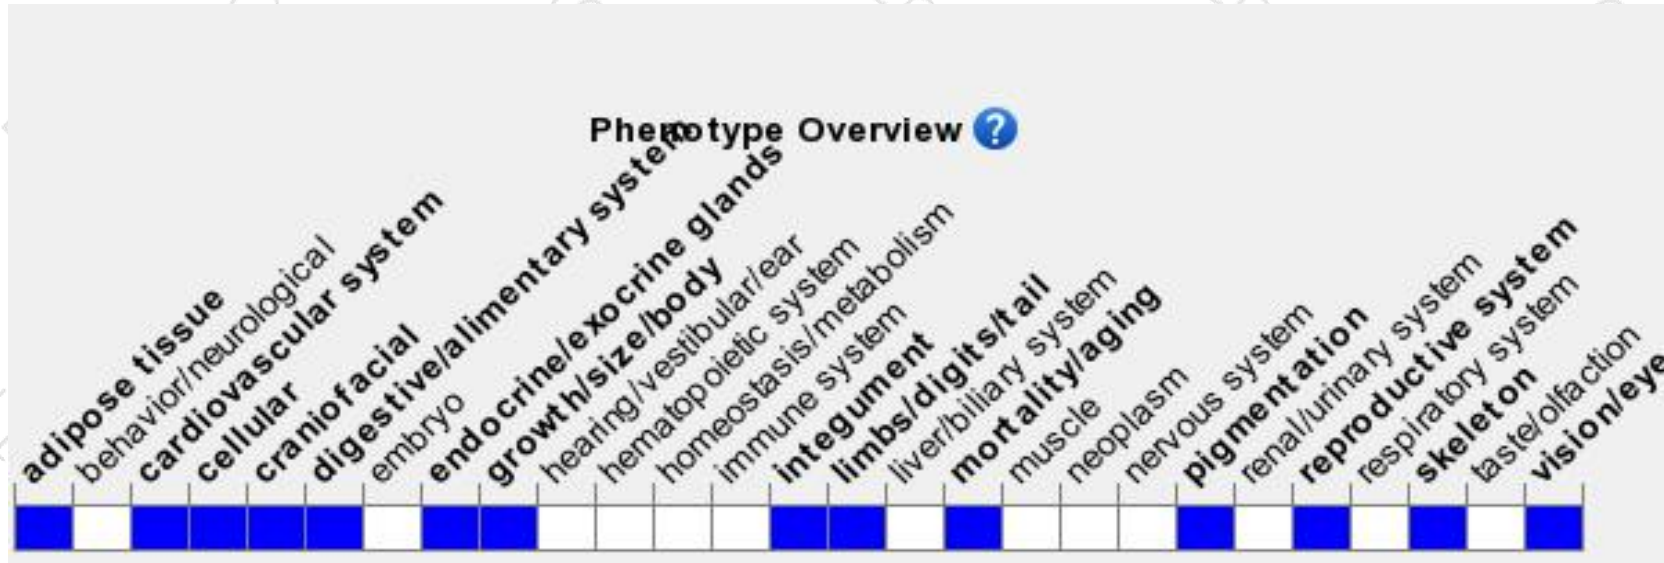 Phenotype Overview ?
adipose tissue
behavior/neurological
cardiovascular system
cellular
craniofacial
digestive/alimentary system
embryo
endocrine/exocrine glands
growth/size/body
hearing/vestibular/ear
hematopoietic system
homeostasis/metabolism
immune system
integument
limbs/digits/tail
liver/biliary system
mortality/aging
muscle
neoplasm
nervous system
pigmentation
renal/urinary system
reproductive system
respiratory system
skeleton
taste/olfaction
vision/eye